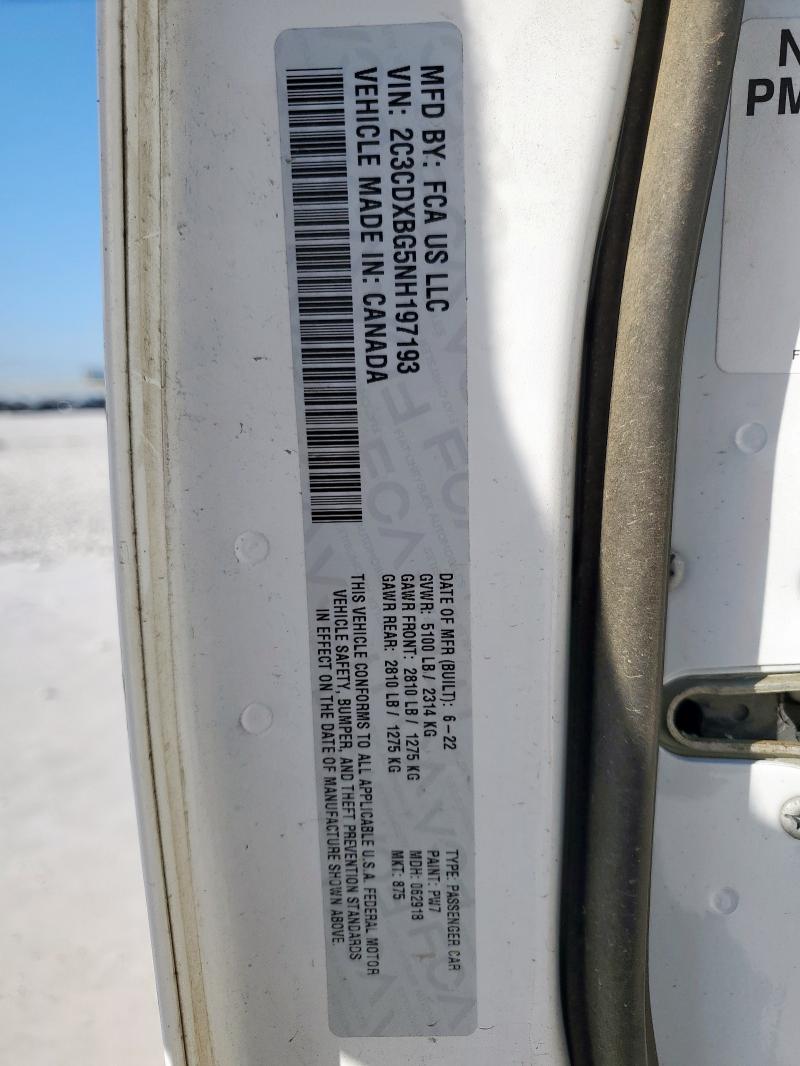 MFD BY: FCA US LLC
VIN: 2C3CDXBG5NH197193
VEHICLE MADE IN: CANADA
DATE OF MFR (BUILT): 6-22
GVWR: 5100 LB / 2314 KG
GAWR FRONT: 2810 LB / 1275 KG
GAWR REAR: 2810 LB / 1275 KG
TYPE: PASSENGER CAR
PAINT: PW7
MDH: 062918
MKT: 875
THIS VEHICLE CONFORMS TO ALL APPLICABLE U.S.A. FEDERAL MOTOR
VEHICLE SAFETY, BUMPER, AND THEFT PREVENTION STANDARDS
IN EFFECT ON THE DATE OF MANUFACTURE SHOWN ABOVE.
N
PM
F